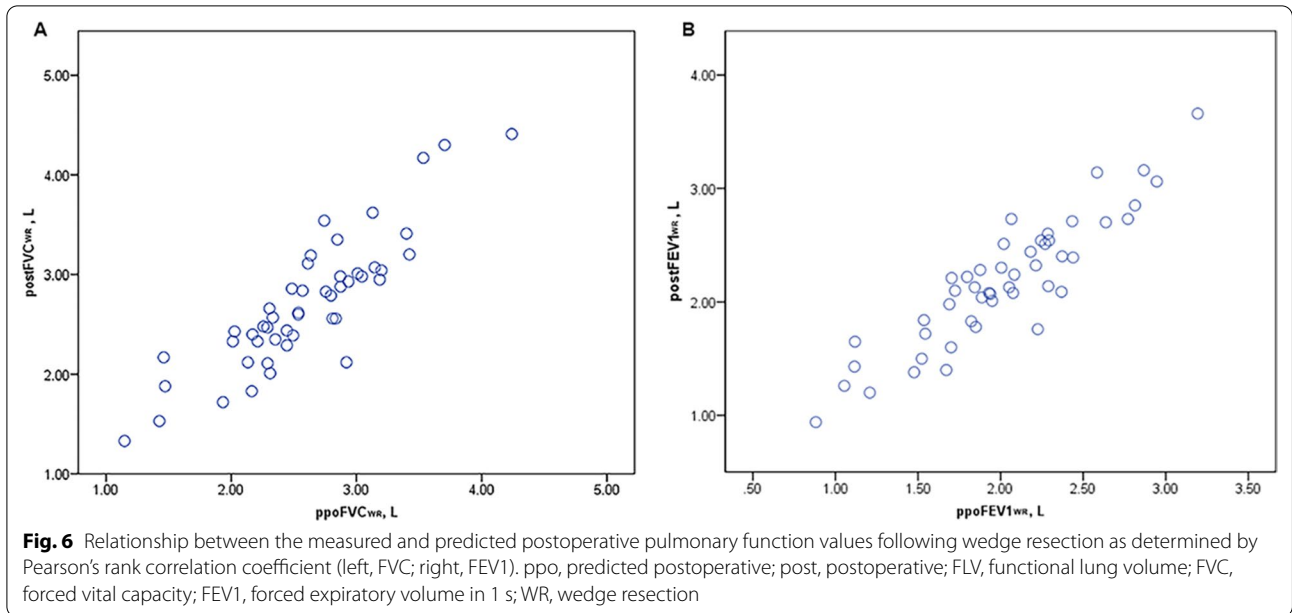 A
B
5.00
4.00
3.00
2.00
1.00
postFVCWR, L
1.00 2.00 3.00 4.00 5.00
ppoFVCWR, L
4.00
3.00
2.00
1.00
postFEV1WR, L
.50 1.00 1.50 2.00 2.50 3.00 3.50
ppoFEV1WR, L
Fig. 6 Relationship between the measured and predicted postoperative pulmonary function values following wedge resection as determined by
Pearson's rank correlation coefficient (left, FVC; right, FEV1). ppo, predicted postoperative; post, postoperative; FLV, functional lung volume; FVC,
forced vital capacity; FEV1, forced expiratory volume in 1 s; WR, wedge resection